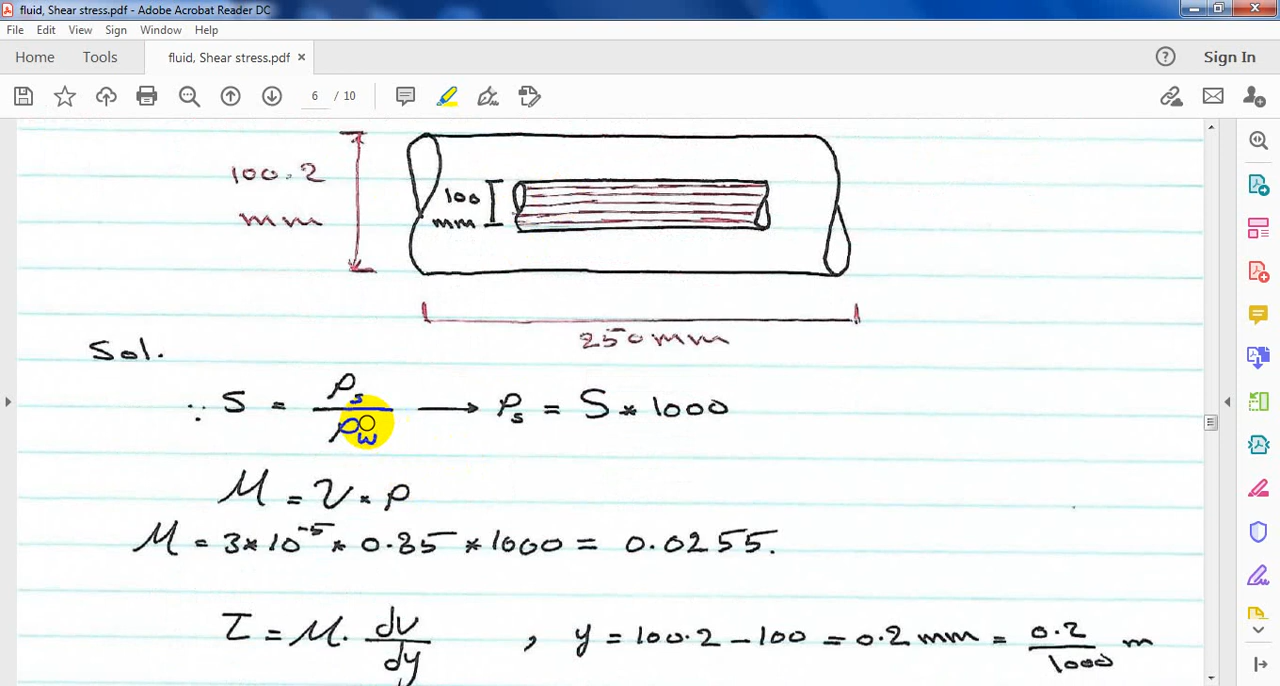 fluid, Shear stress.pdf - Adobe Acrobat Reader DC
File Edit View Sign Window Help
Home Tools fluid, Shear stress.pdf × Sign In
6 / 10
100.2
mm
100
mm
250mm
Sol.
∵ S = ρs / ρw → ρs = S * 1000
M = ν * ρ
M = 3*10^-5 * 0.85 * 1000 = 0.0255.
τ = M. dv/dy , y = 100.2 - 100 = 0.2 mm = 0.2/1000 m